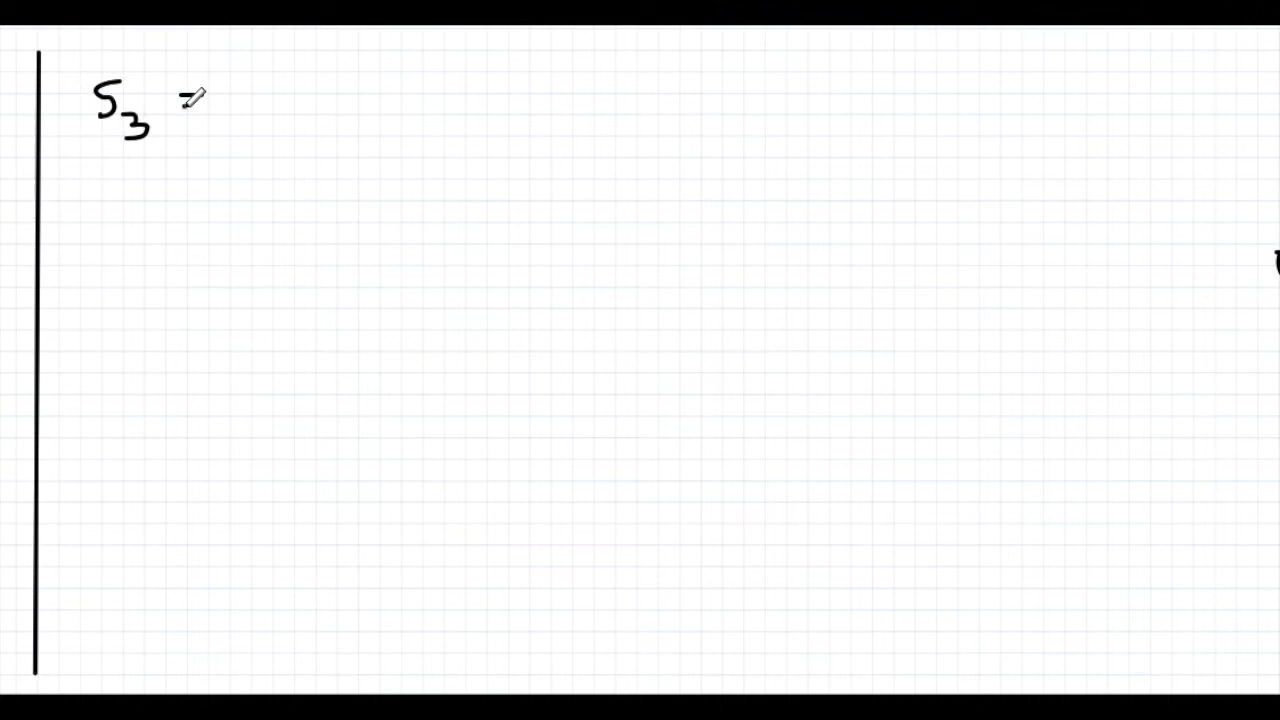 S₃ =